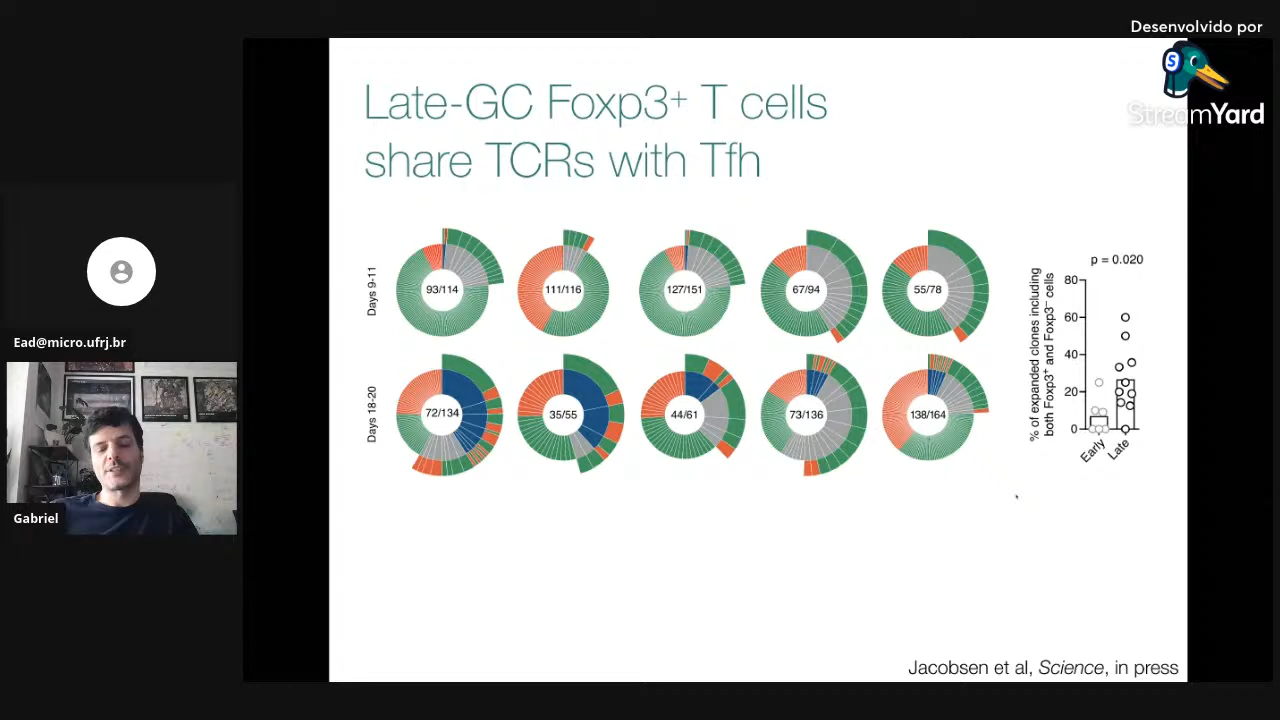 Desenvolvido por
StreamYard
Late-GC Foxp3⁺ T cells
share TCRs with Tfh
Days 9-11
93/114
111/116
127/151
67/94
55/78
Days 18-20
72/134
35/55
44/61
73/136
138/164
p = 0.020
% of expanded clones including
both Foxp3⁺ and Foxp3⁻ cells
80
60
40
20
0
Early
Late
Ead@micro.ufrj.br
Gabriel
Jacobsen et al, Science, in press